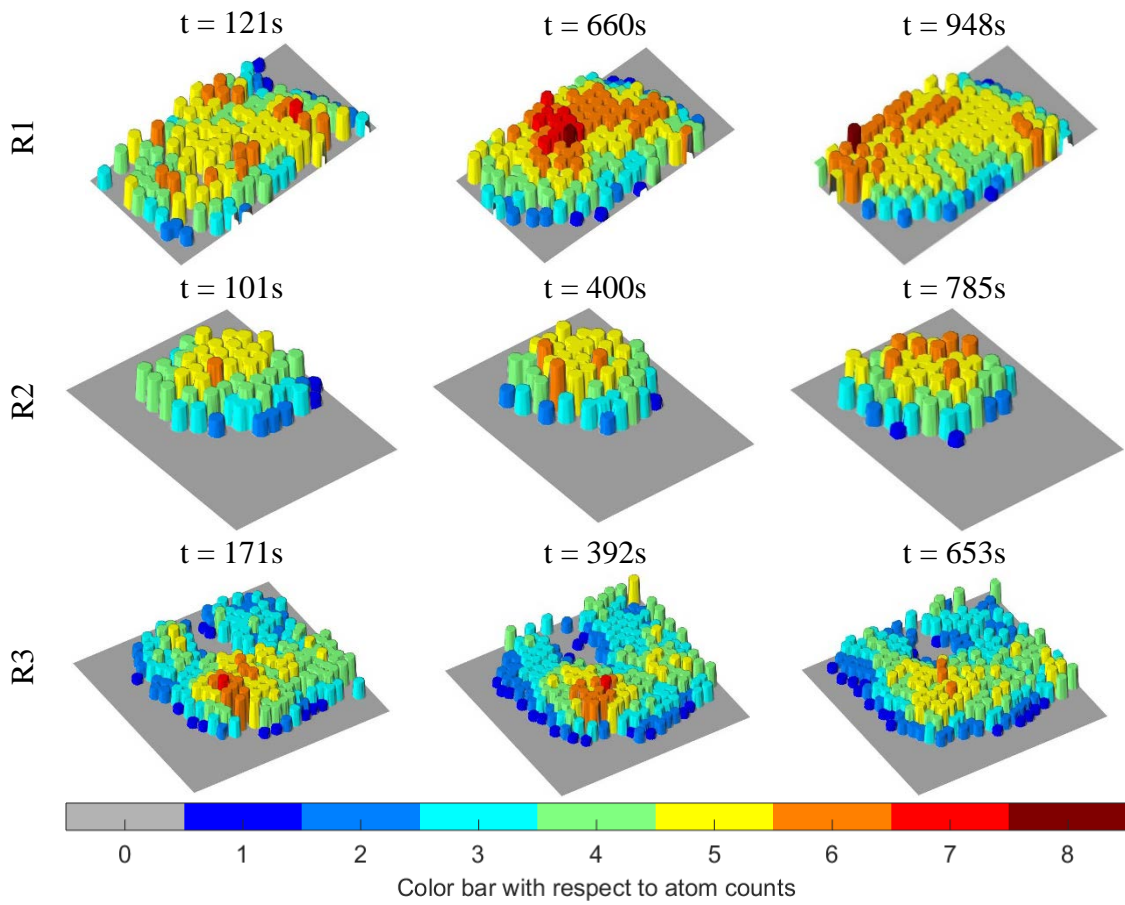 t = 121s t = 660s t = 948s
R1
t = 101s t = 400s t = 785s
R2
t = 171s t = 392s t = 653s
R3
0 1 2 3 4 5 6 7 8
Color bar with respect to atom counts